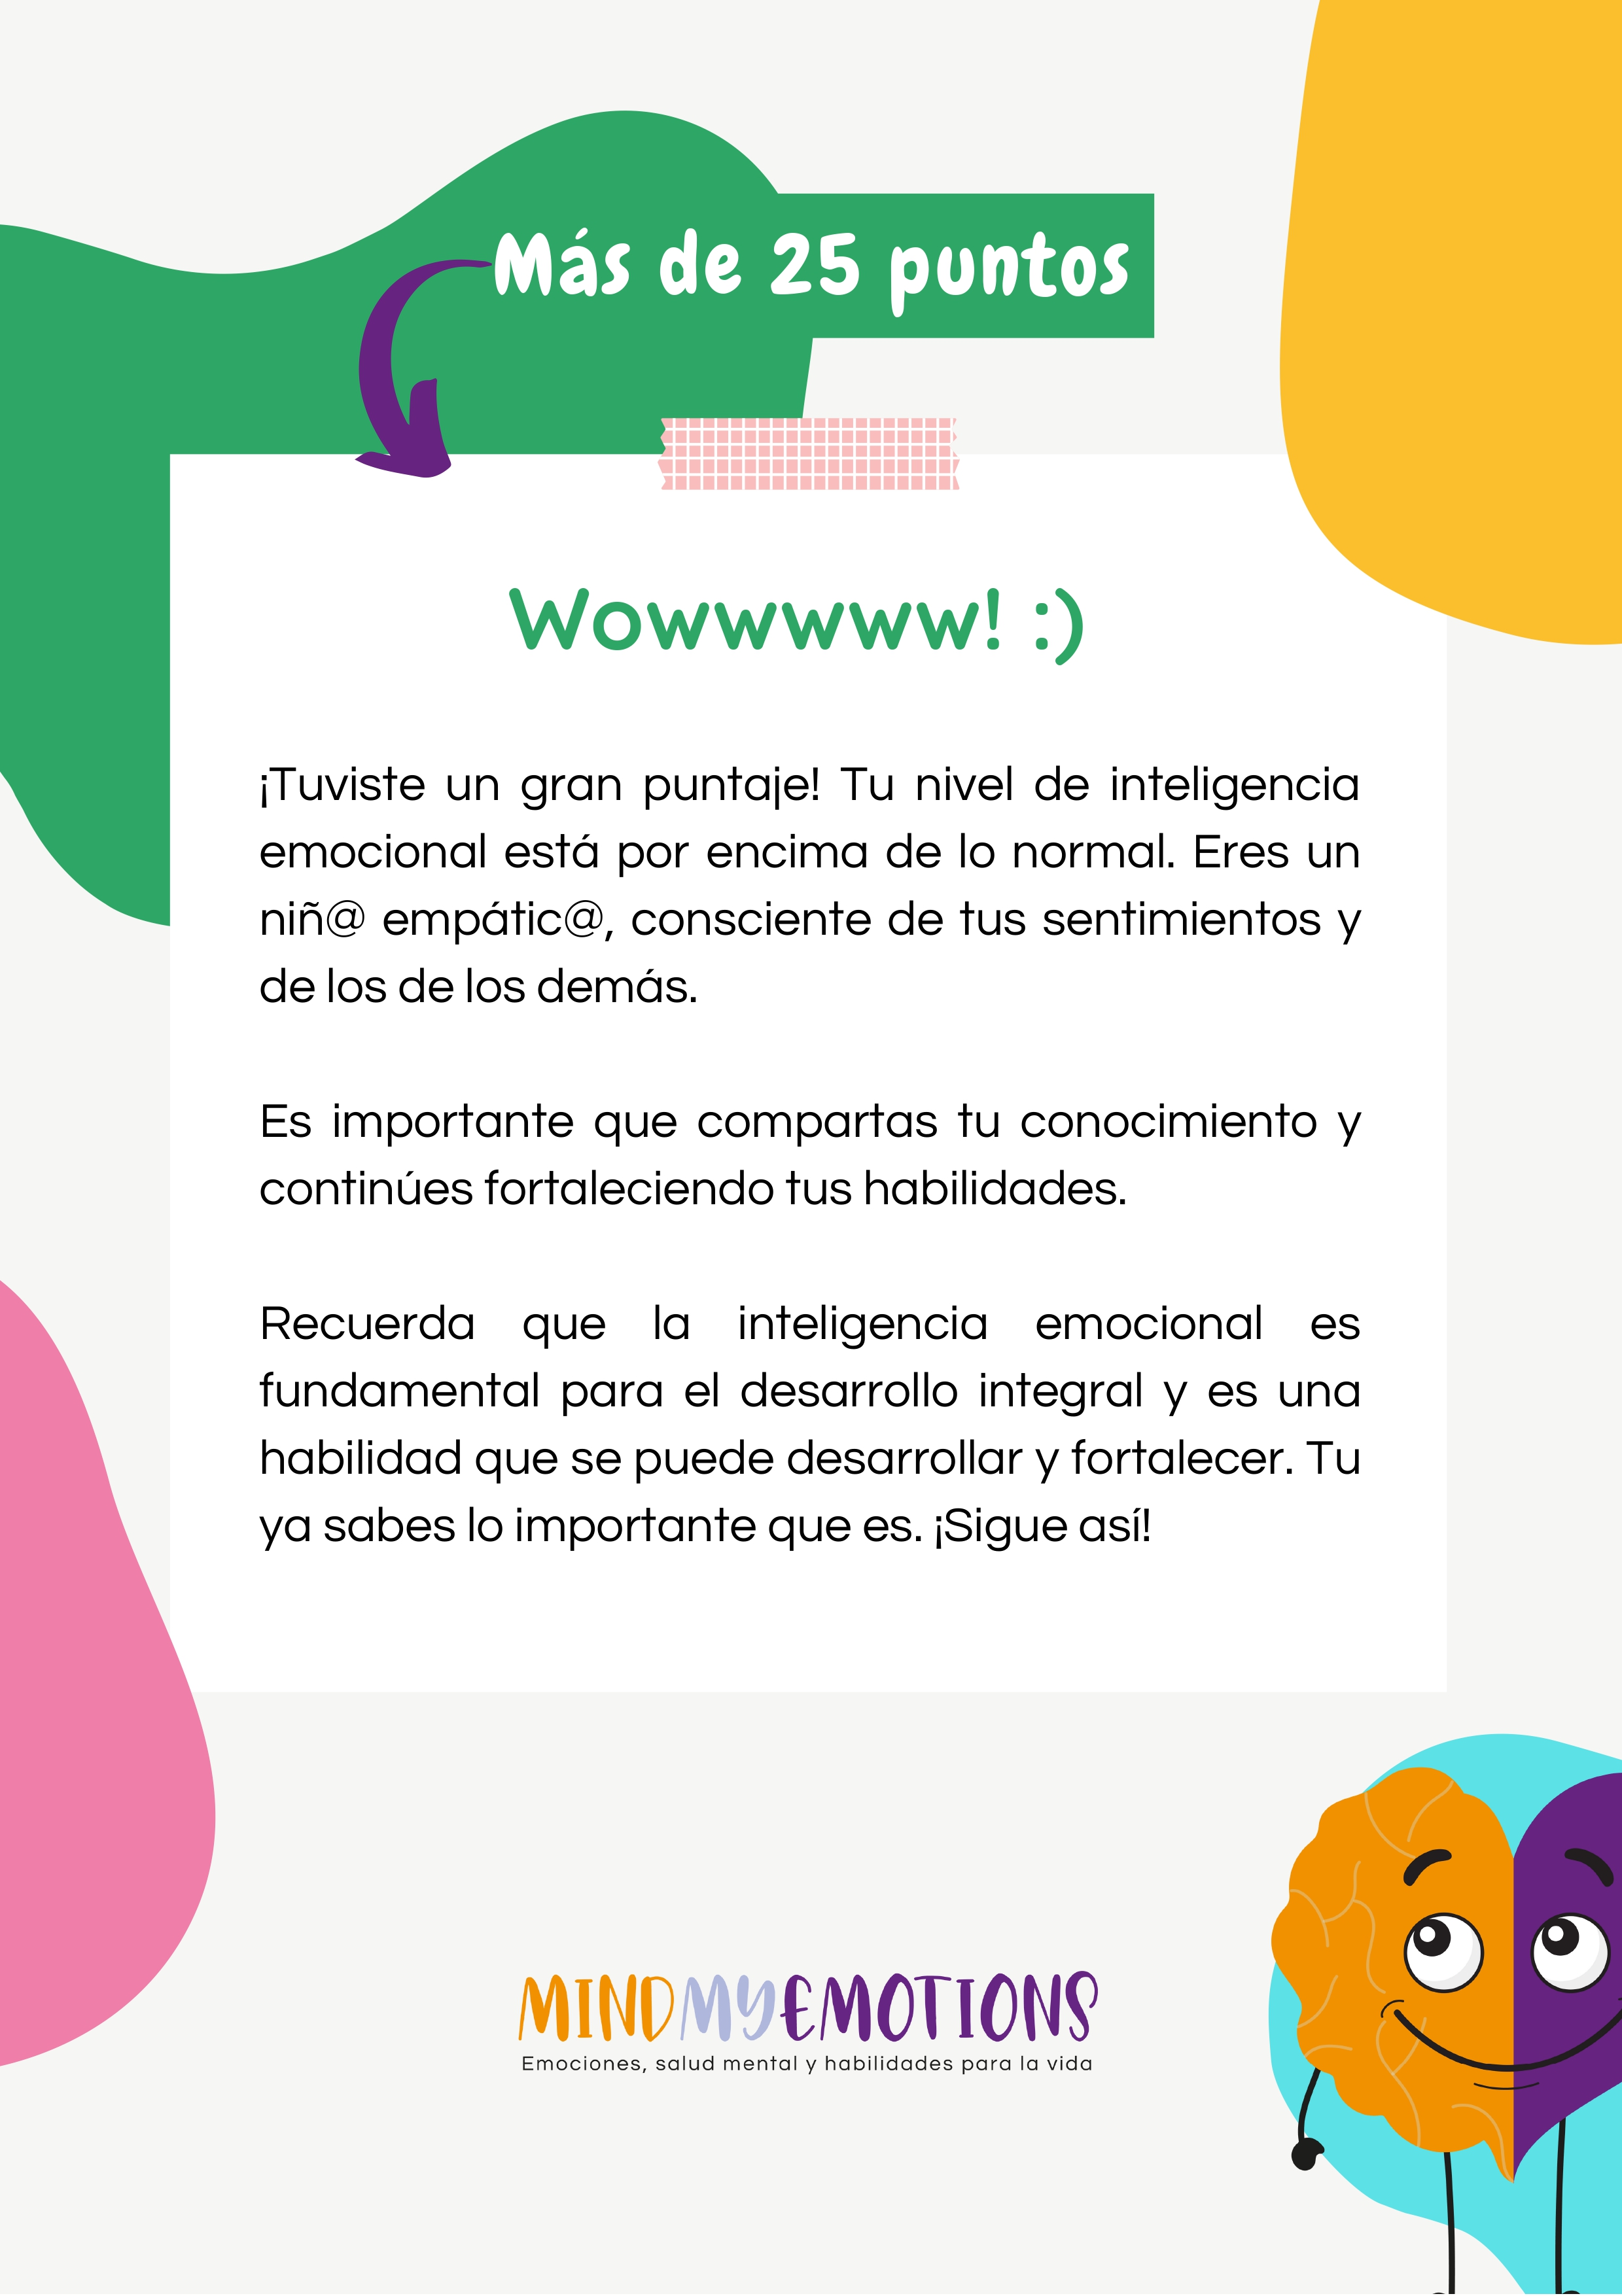 Más de 25 puntos
Wowwwwww! :)
¡Tuviste un gran puntaje! Tu nivel de inteligencia
emocional está por encima de lo normal. Eres un
niñ@ empátic@, consciente de tus sentimientos y
de los de los demás.
Es importante que compartas tu conocimiento y
continúes fortaleciendo tus habilidades.
Recuerda que la inteligencia emocional es
fundamental para el desarrollo integral y es una
habilidad que se puede desarrollar y fortalecer. Tu
ya sabes lo importante que es. ¡Sigue así!
MINDMYEMOTIONS
Emociones, salud mental y habilidades para la vida